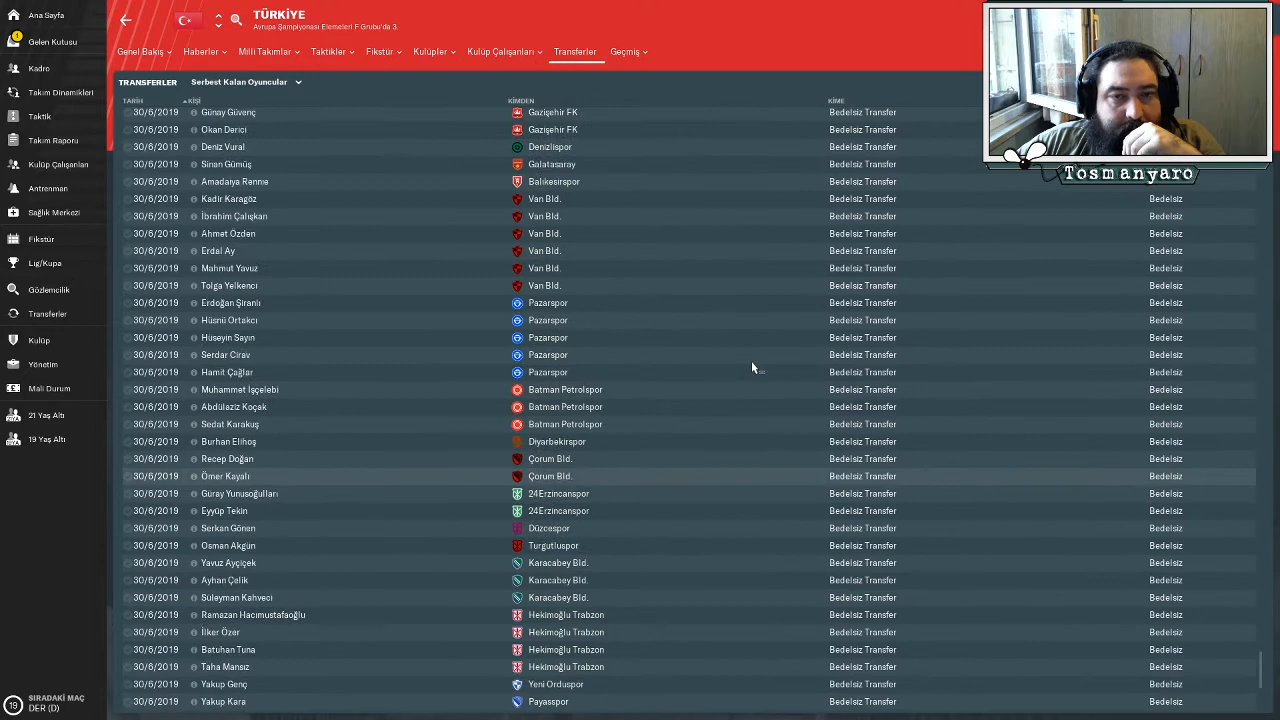 Ana Sayfa
1
Gelen Kutusu
Kadro
Takım Dinamikleri
Taktik
Takım Raporu
Kulüp Çalışanları
Antrenman
Sağlık Merkezi
Fikstür
Lig/Kupa
Gözlemcilik
Transferler
Kulüp
Yönetim
Mali Durum
21 Yaş Altı
19 Yaş Altı
19
SIRADAKİ MAÇ
DER (D)
TÜRKİYE
Avrupa Şampiyonası Elemeleri F Grubu'da 3.
Genel Bakış Haberler Milli Takımlar Taktikler Fikstür Kulüpler Kulüp Çalışanları Transferler Geçmiş
TRANSFERLER Serbest Kalan Oyuncular
TARİH KİŞİ KİMDEN KİME
30/6/2019 Günay Güvenç Gazişehir FK Bedelsiz Transfer
30/6/2019 Okan Derici Gazişehir FK Bedelsiz Transfer
30/6/2019 Deniz Vural Denizlispor Bedelsiz Transfer
30/6/2019 Sinan Gümüş Galatasaray Bedelsiz Transfer
30/6/2019 Amadaiya Rennie Balıkesirspor Bedelsiz Transfer
30/6/2019 Kadir Karagöz Van Bld. Bedelsiz Transfer Bedelsiz
30/6/2019 İbrahim Çalışkan Van Bld. Bedelsiz Transfer Bedelsiz
30/6/2019 Ahmet Özden Van Bld. Bedelsiz Transfer Bedelsiz
30/6/2019 Erdal Ay Van Bld. Bedelsiz Transfer Bedelsiz
30/6/2019 Mahmut Yavuz Van Bld. Bedelsiz Transfer Bedelsiz
30/6/2019 Tolga Yelkenci Van Bld. Bedelsiz Transfer Bedelsiz
30/6/2019 Erdoğan Şiranlı Pazarspor Bedelsiz Transfer Bedelsiz
30/6/2019 Hüsnü Ortakcı Pazarspor Bedelsiz Transfer Bedelsiz
30/6/2019 Hüseyin Sayın Pazarspor Bedelsiz Transfer Bedelsiz
30/6/2019 Serdar Cirav Pazarspor Bedelsiz Transfer Bedelsiz
30/6/2019 Hamit Çağlar Pazarspor Bedelsiz Transfer Bedelsiz
30/6/2019 Muhammet İşçelebi Batman Petrolspor Bedelsiz Transfer Bedelsiz
30/6/2019 Abdülaziz Koçak Batman Petrolspor Bedelsiz Transfer Bedelsiz
30/6/2019 Sedat Karakuş Batman Petrolspor Bedelsiz Transfer Bedelsiz
30/6/2019 Burhan Elihoş Diyarbekirspor Bedelsiz Transfer Bedelsiz
30/6/2019 Recep Doğan Çorum Bld. Bedelsiz Transfer Bedelsiz
30/6/2019 Ömer Kayalı Çorum Bld. Bedelsiz Transfer Bedelsiz
30/6/2019 Güray Yunusoğulları 24Erzincanspor Bedelsiz Transfer Bedelsiz
30/6/2019 Eyyüp Tekin 24Erzincanspor Bedelsiz Transfer Bedelsiz
30/6/2019 Serkan Gönen Düzcespor Bedelsiz Transfer Bedelsiz
30/6/2019 Osman Akgün Turgutluspor Bedelsiz Transfer Bedelsiz
30/6/2019 Yavuz Ayçiçek Karacabey Bld. Bedelsiz Transfer Bedelsiz
30/6/2019 Ayhan Çelik Karacabey Bld. Bedelsiz Transfer Bedelsiz
30/6/2019 Süleyman Kahveci Karacabey Bld. Bedelsiz Transfer Bedelsiz
30/6/2019 Ramazan Hacımustafaoğlu Hekimoğlu Trabzon Bedelsiz Transfer Bedelsiz
30/6/2019 İlker Özer Hekimoğlu Trabzon Bedelsiz Transfer Bedelsiz
30/6/2019 Batuhan Tuna Hekimoğlu Trabzon Bedelsiz Transfer Bedelsiz
30/6/2019 Taha Mansız Hekimoğlu Trabzon Bedelsiz Transfer Bedelsiz
30/6/2019 Yakup Genç Yeni Orduspor Bedelsiz Transfer Bedelsiz
30/6/2019 Yakup Kara Payasspor Bedelsiz Transfer Bedelsiz
Tosmanyaro